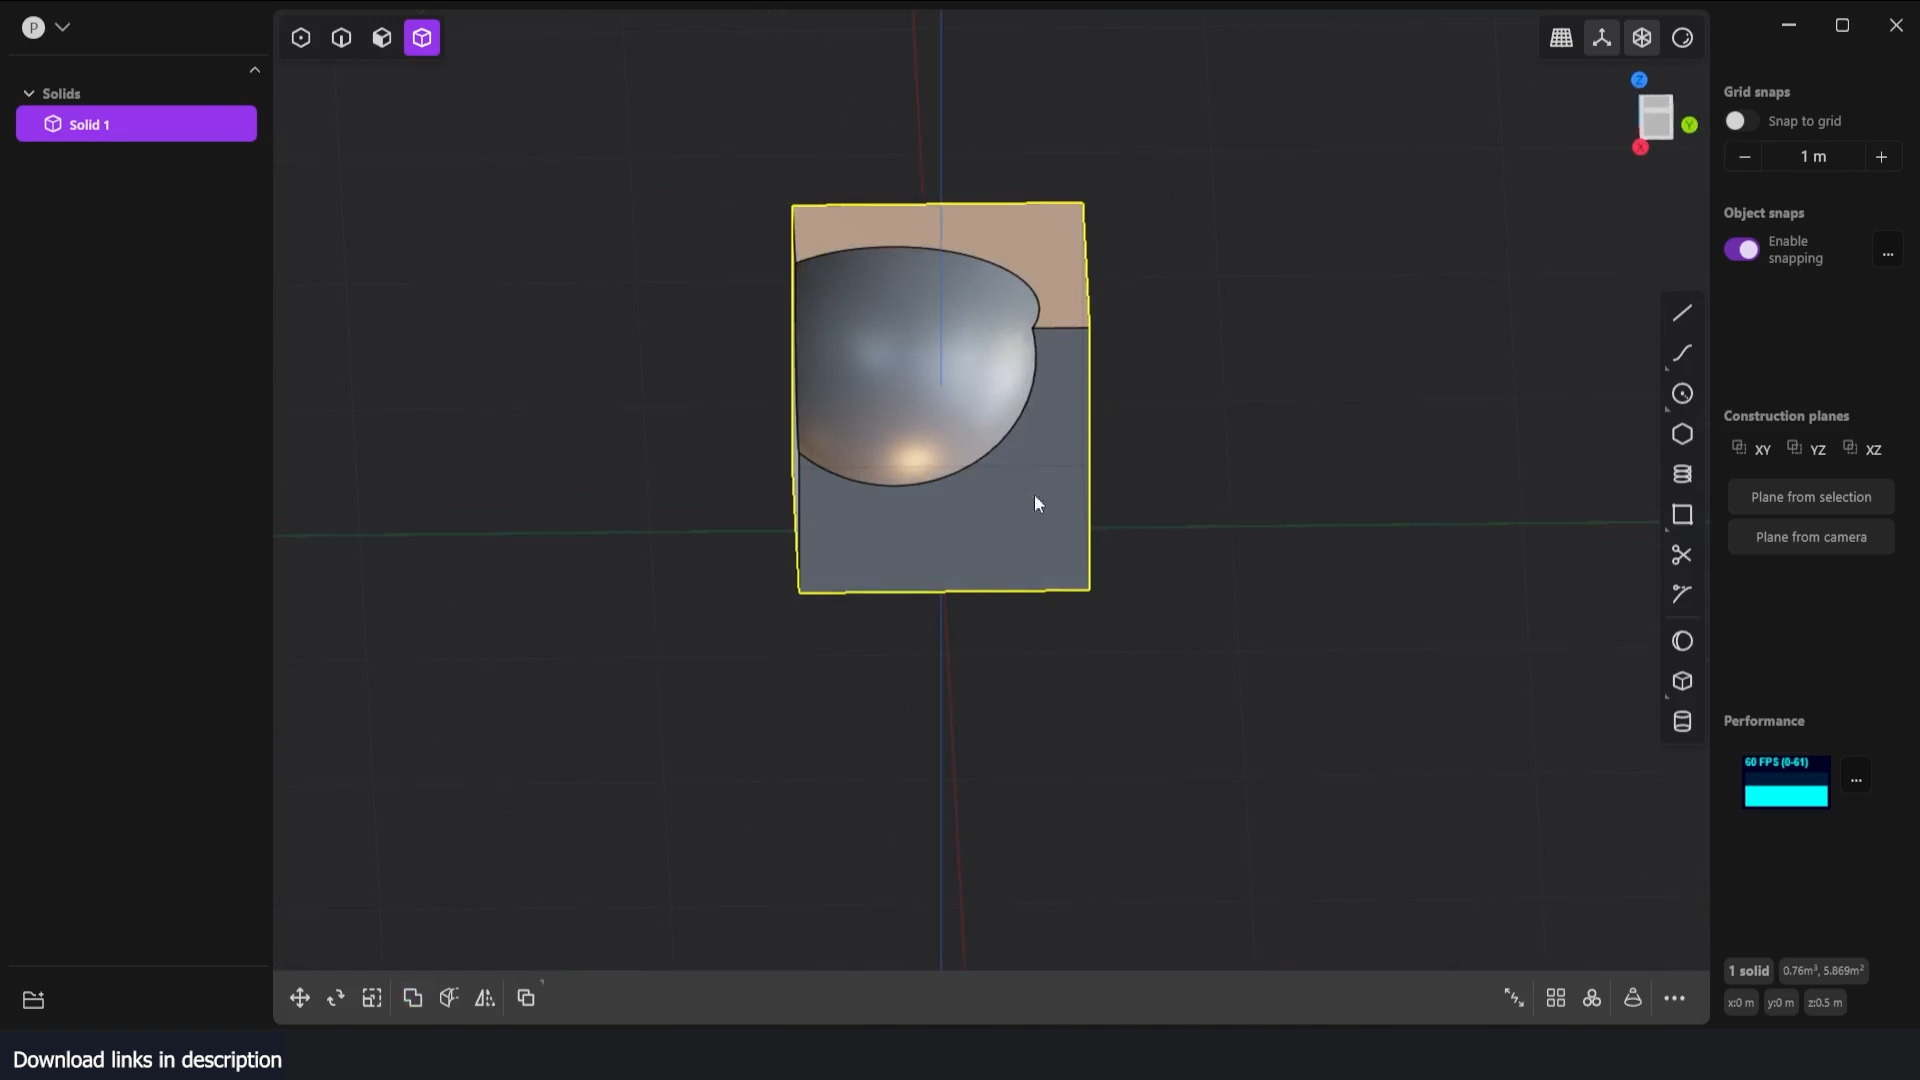 P
Solids
Solid 1
Z
Y
X
Grid snaps
Snap to grid
1 m
Object snaps
Enable
snapping
...
Construction planes
XY YZ XZ
Plane from selection
Plane from camera
Performance
60 FPS (0-61)
...
1 solid 0.76m³, 5.869m²
x:0 m y:0 m z:0.5 m
Download links in description